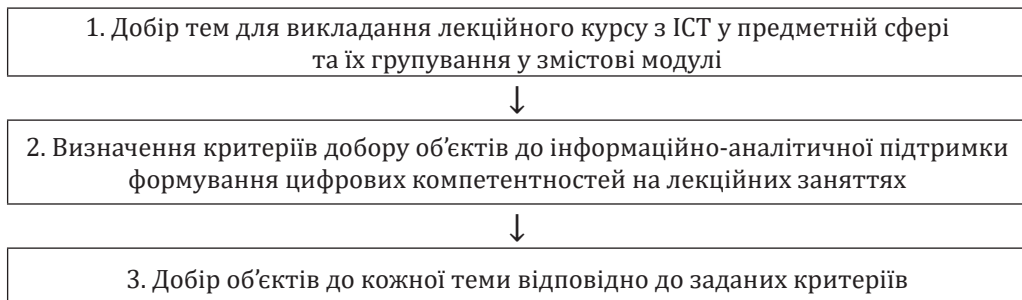 1. Добір тем для викладання лекційного курсу з ІСТ у предметній сфері
та їх групування у змістові модулі
↓
2. Визначення критеріїв добору об’єктів до інформаційно-аналітичної підтримки
формування цифрових компетентностей на лекційних заняттях
↓
3. Добір об’єктів до кожної теми відповідно до заданих критеріїв